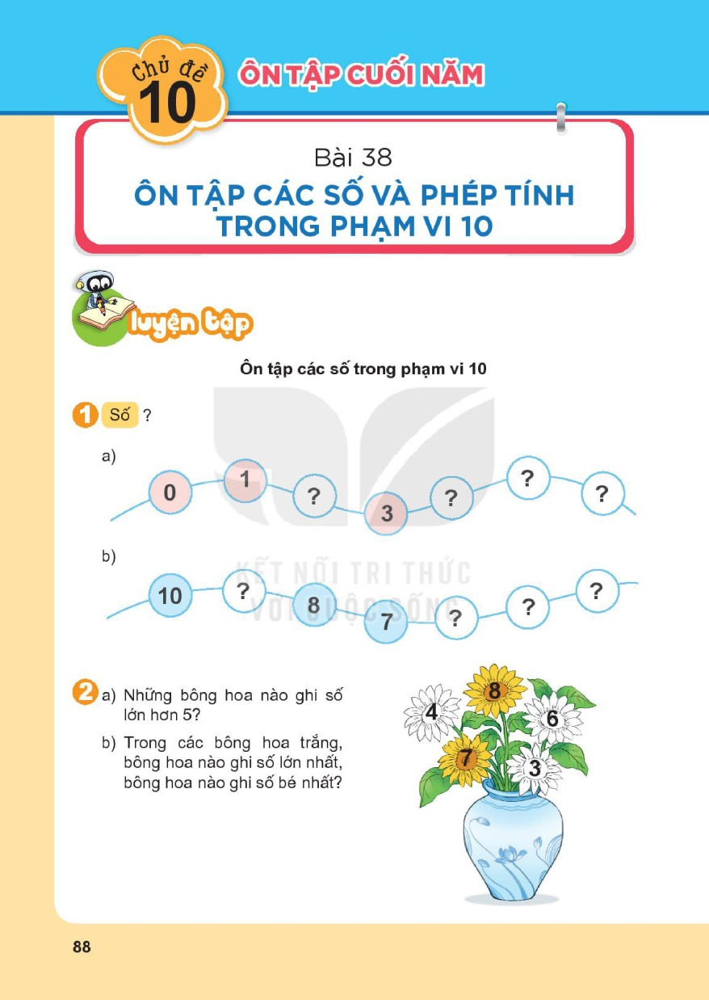 Chủ đề
10
ÔN TẬP CUỐI NĂM
Bài 38
ÔN TẬP CÁC SỐ VÀ PHÉP TÍNH
TRONG PHẠM VI 10
luyện tập
Ôn tập các số trong phạm vi 10
1 Số ?
a)
0 1 ? 3 ? ? ?
KẾT NỐI TRI THỨC
VỚI CUỘC SỐNG
b)
10 ? 8 7 ? ? ?
2 a) Những bông hoa nào ghi số
lớn hơn 5?
b) Trong các bông hoa trắng,
bông hoa nào ghi số lớn nhất,
bông hoa nào ghi số bé nhất?
8
4
6
7
3
88